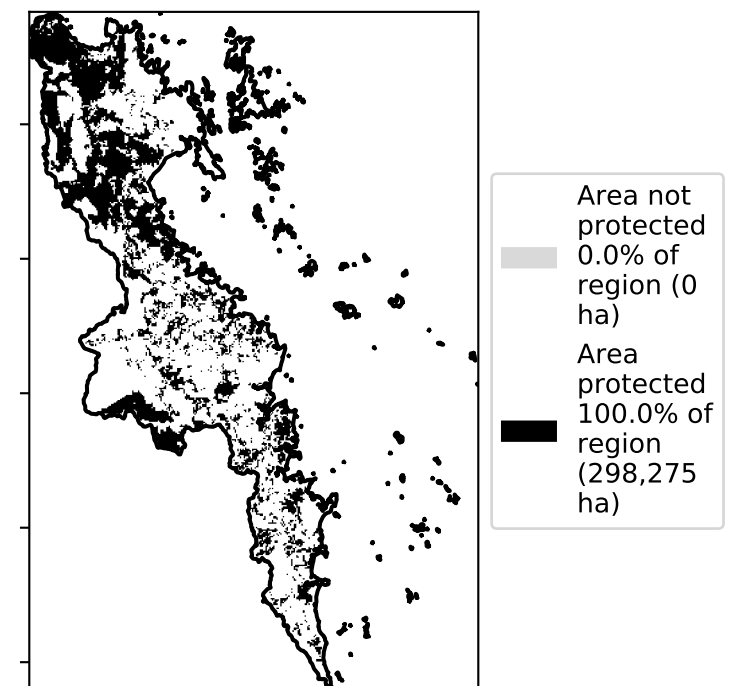 Area not
protected
0.0% of
region (0
ha)
Area
protected
100.0% of
region
(298,275
ha)